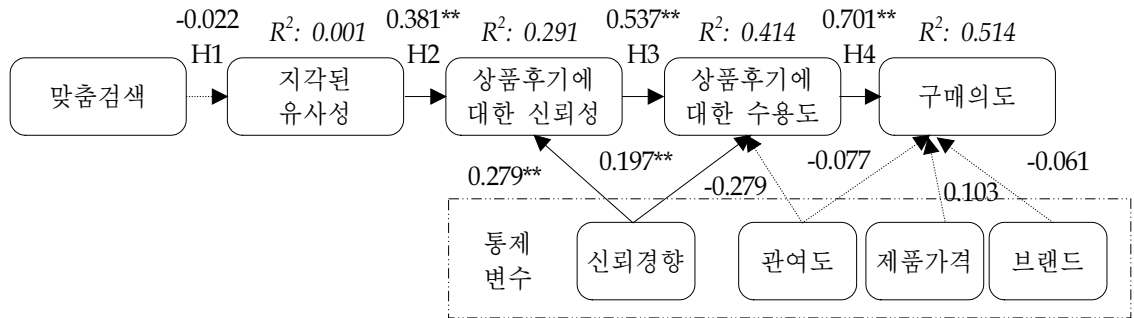 -0.022
H1
R²: 0.001
0.381**
H2
R²: 0.291
0.537**
H3
R²: 0.414
0.701**
H4
R²: 0.514
맞춤검색
지각된
유사성
상품후기에
대한 신뢰성
상품후기에
대한 수용도
구매의도
0.279**
0.197**
-0.279
-0.077
0.103
-0.061
통제
변수
신뢰경향
관여도
제품가격
브랜드